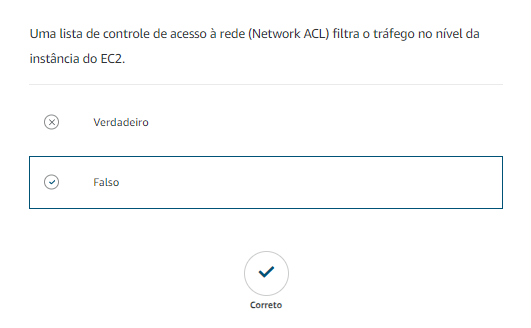 Uma lista de controle de acesso à rede (Network ACL) filtra o tráfego no nível da
instância do EC2.
Verdadeiro
Falso
Correto